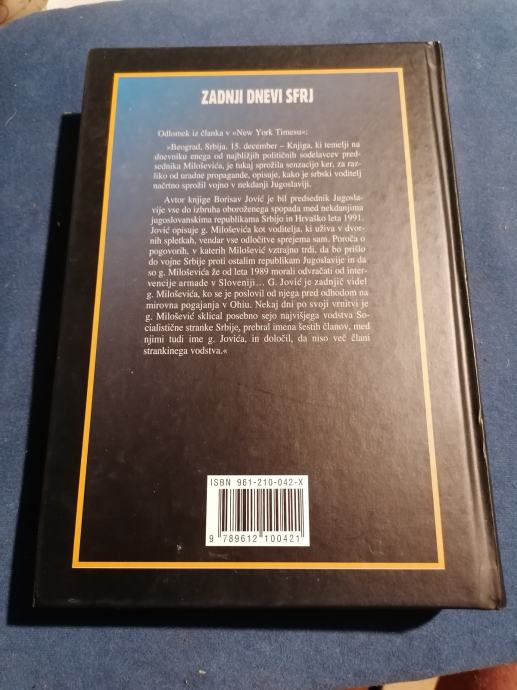 ZADNJI DNEVI SFRJ
Odlomek iz članka v »New York Timesu«:
»Beograd, Srbija, 15. december – Knjiga, ki temelji na
dnevniku enega od najbližjih političnih sodelavcev pred-
sednika Miloševića, je tukaj sprožila senzacijo ker, za raz-
liko od uradne propagande, opisuje, kako je srbski voditelj
načrtno sprožil vojno v nekdanji Jugoslaviji.
Avtor knjige Borisav Jović je bil predsednik Jugosla-
vije vse do izbruha oboroženega spopada med nekdanjima
jugoslovanskima republikama Srbijo in Hrvaško leta 1991.
Jović opisuje g. Miloševića kot voditelja, ki uživa v dvor-
nih spletkah, vendar vse odločitve sprejema sam. Poroča o
pogovorih, v katerih Milošević vztrajno trdi, da bo prišlo
do vojne Srbije proti ostalim republikam Jugoslavije in da
so g. Miloševića že od leta 1989 morali odvračati od inter-
vencije armade v Sloveniji... G. Jović je zadnjič videl
g. Miloševića, ko se je poslovil od njega pred odhodom na
mirovna pogajanja v Ohiu. Nekaj dni po svoji vrnitvi je
g. Milošević sklical posebno sejo najvišjega vodstva So-
cialistične stranke Srbije, prebral imena šestih članov, med
njimi tudi ime g. Jovića, in določil, da niso več člani
strankinega vodstva.«
ISBN 961-210-042-X
9 789612 100421